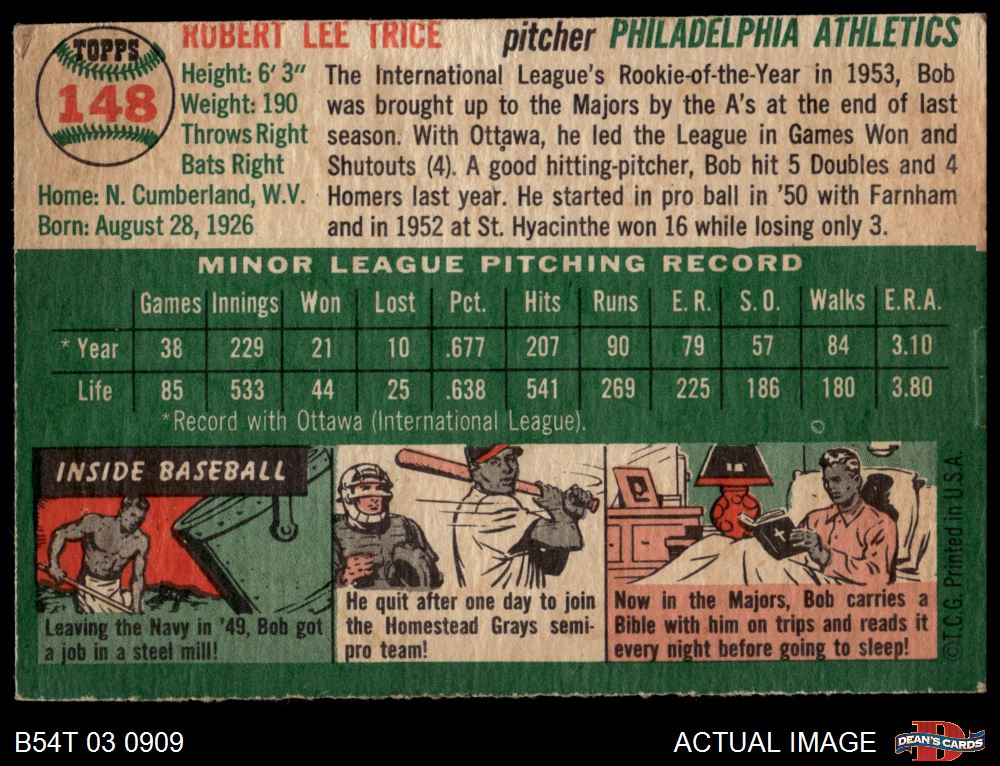 ROBERT LEE TRICE pitcher PHILADELPHIA ATHLETICS
TOPPS
148
Height: 6' 3"
Weight: 190
Throws Right
Bats Right
Home: N. Cumberland, W.V.
Born: August 28, 1926
The International League's Rookie-of-the-Year in 1953, Bob
was brought up to the Majors by the A's at the end of last
season. With Ottawa, he led the League in Games Won and
Shutouts (4). A good hitting-pitcher, Bob hit 5 Doubles and 4
Homers last year. He started in pro ball in '50 with Farnham
and in 1952 at St. Hyacinthe won 16 while losing only 3.
MINOR LEAGUE PITCHING RECORD
Games Innings Won Lost Pct. Hits Runs E.R. S.O. Walks E.R.A.
* Year 38 229 21 10 .677 207 90 79 57 84 3.10
Life 85 533 44 25 .638 541 269 225 186 180 3.80
*Record with Ottawa (International League).
INSIDE BASEBALL
Leaving the Navy in '49, Bob got
a job in a steel mill!
He quit after one day to join
the Homestead Grays semi-
pro team!
Now in the Majors, Bob carries a
Bible with him on trips and reads it
every night before going to sleep!
©T.C.G. Printed in U.S.A.
B54T 03 0909
ACTUAL IMAGE
DEAN'S CARDS